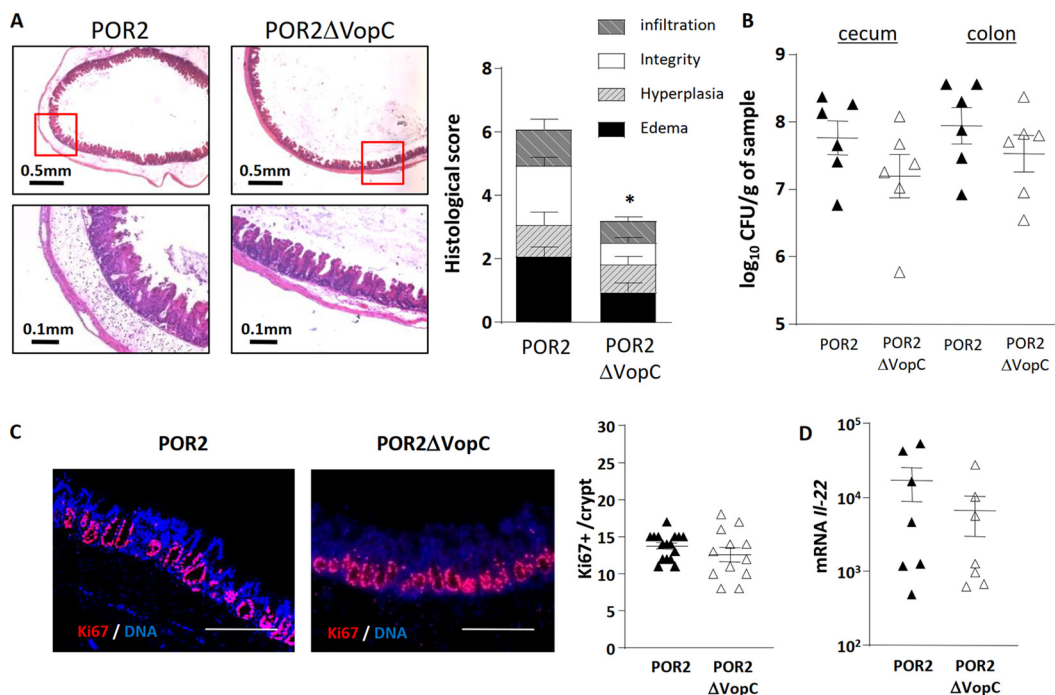 A
POR2
POR2ΔVopC
0.5mm
0.5mm
0.1mm
0.1mm
infiltration
Integrity
Hyperplasia
Edema
Histological score
8
6
4
2
0
*
POR2
POR2
ΔVopC
B
cecum
colon
log10 CFU/g of sample
9
8
7
6
5
POR2
POR2
ΔVopC
POR2
POR2
ΔVopC
C
POR2
POR2ΔVopC
Ki67 / DNA
Ki67 / DNA
Ki67+ /crypt
30
25
20
15
10
5
0
POR2
POR2
ΔVopC
D
mRNA Il-22
10^5
10^4
10^3
10^2
POR2
POR2
ΔVopC